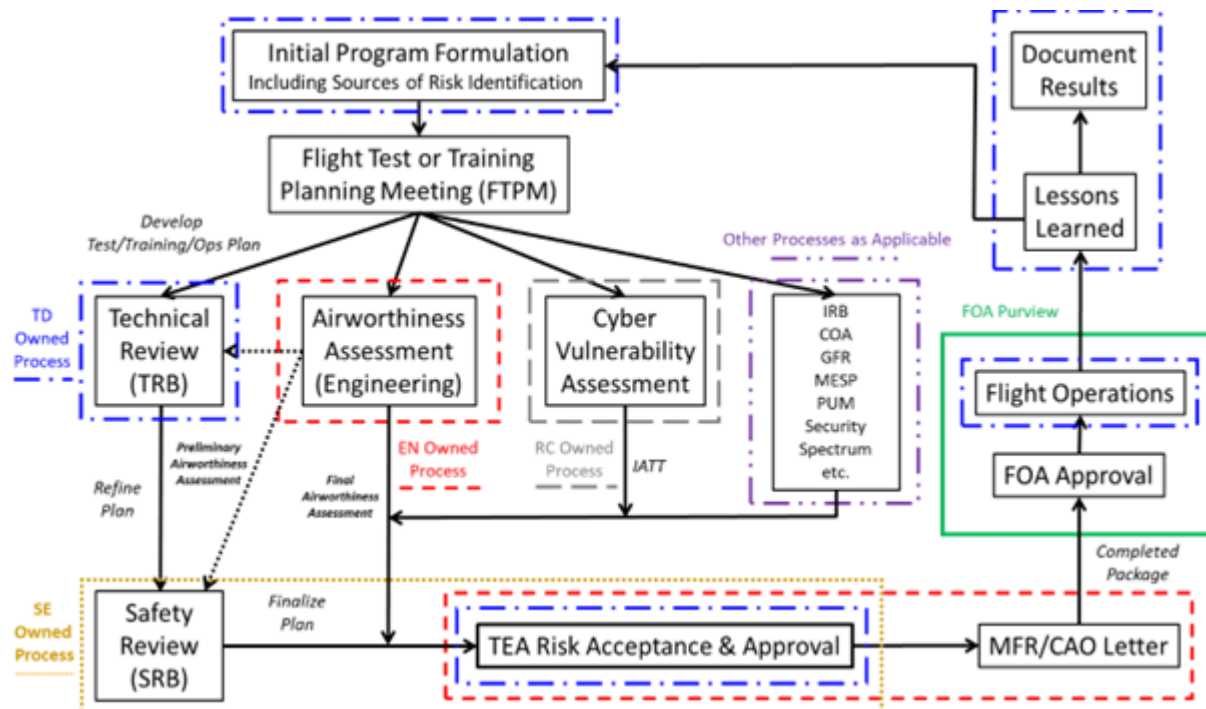 Initial Program Formulation
Including Sources of Risk Identification
Document
Results
Flight Test or Training
Planning Meeting (FTPM)
Lessons
Learned
Develop
Test/Training/Ops Plan
Other Processes as Applicable
TD
Owned
Process
Technical
Review
(TRB)
Airworthiness
Assessment
(Engineering)
Cyber
Vulnerability
Assessment
IRB
COA
GFR
MESP
PUM
Security
Spectrum
etc.
FOA Purview
Flight Operations
FOA Approval
Preliminary
Airworthiness
Assessment
EN Owned
Process
RC Owned
Process
IATT
Refine
Plan
Final
Airworthiness
Assessment
Completed
Package
SE
Owned
Process
Safety
Review
(SRB)
Finalize
Plan
TEA Risk Acceptance & Approval
MFR/CAO Letter